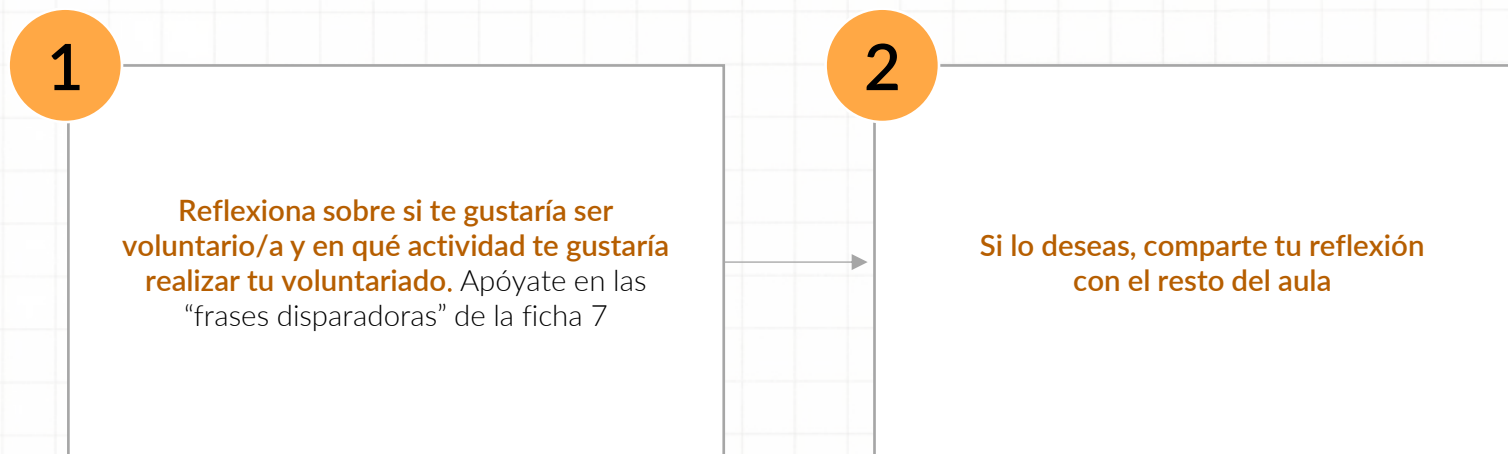 1
Reflexiona sobre si te gustaría ser
voluntario/a y en qué actividad te gustaría
realizar tu voluntariado. Apóyate en las
“frases disparadoras” de la ficha 7
2
Si lo deseas, comparte tu reflexión
con el resto del aula